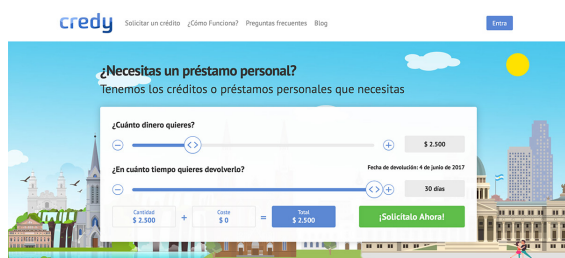 credy
Solicitar un crédito ¿Cómo Funciona? Preguntas frecuentes Blog
Entra
¿Necesitas un préstamo personal?
Tenemos los créditos o préstamos personales que necesitas
¿Cuánto dinero quieres?
$ 2.500
¿En cuánto tiempo quieres devolverlo?
Fecha de devolución: 4 de junio de 2017
30 días
Cantidad
$ 2.500
+
Coste
$ 0
=
Total
$ 2.500
¡Solicítalo Ahora!